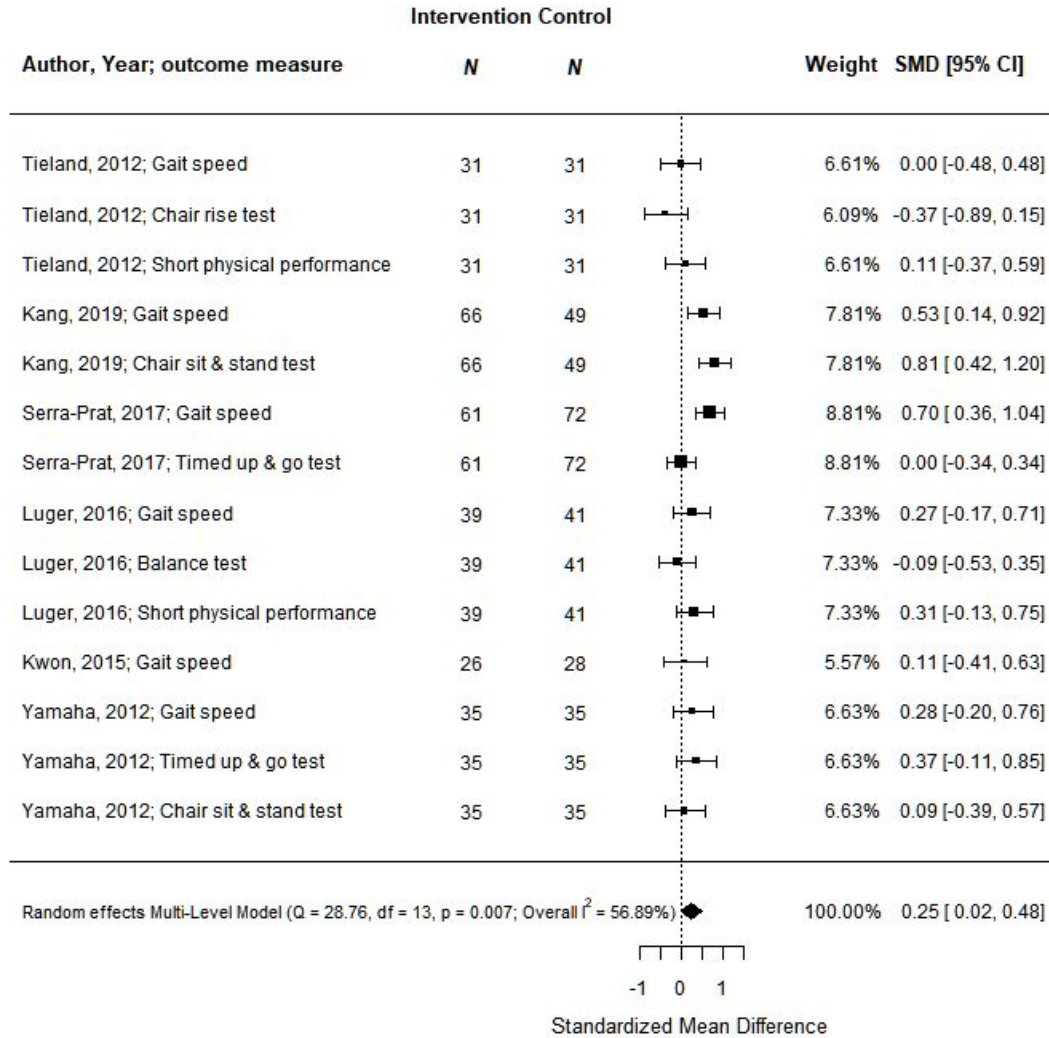 Intervention Control
Author, Year; outcome measure N N Weight SMD [95% CI]
Tieland, 2012; Gait speed 31 31 6.61% 0.00 [-0.48, 0.48]
Tieland, 2012; Chair rise test 31 31 6.09% -0.37 [-0.89, 0.15]
Tieland, 2012; Short physical performance 31 31 6.61% 0.11 [-0.37, 0.59]
Kang, 2019; Gait speed 66 49 7.81% 0.53 [ 0.14, 0.92]
Kang, 2019; Chair sit & stand test 66 49 7.81% 0.81 [ 0.42, 1.20]
Serra-Prat, 2017; Gait speed 61 72 8.81% 0.70 [ 0.36, 1.04]
Serra-Prat, 2017; Timed up & go test 61 72 8.81% 0.00 [-0.34, 0.34]
Luger, 2016; Gait speed 39 41 7.33% 0.27 [-0.17, 0.71]
Luger, 2016; Balance test 39 41 7.33% -0.09 [-0.53, 0.35]
Luger, 2016; Short physical performance 39 41 7.33% 0.31 [-0.13, 0.75]
Kwon, 2015; Gait speed 26 28 5.57% 0.11 [-0.41, 0.63]
Yamaha, 2012; Gait speed 35 35 6.63% 0.28 [-0.20, 0.76]
Yamaha, 2012; Timed up & go test 35 35 6.63% 0.37 [-0.11, 0.85]
Yamaha, 2012; Chair sit & stand test 35 35 6.63% 0.09 [-0.39, 0.57]
Random effects Multi-Level Model (Q = 28.76, df = 13, p = 0.007; Overall I² = 56.89%) 100.00% 0.25 [ 0.02, 0.48]
-1 0 1
Standardized Mean Difference